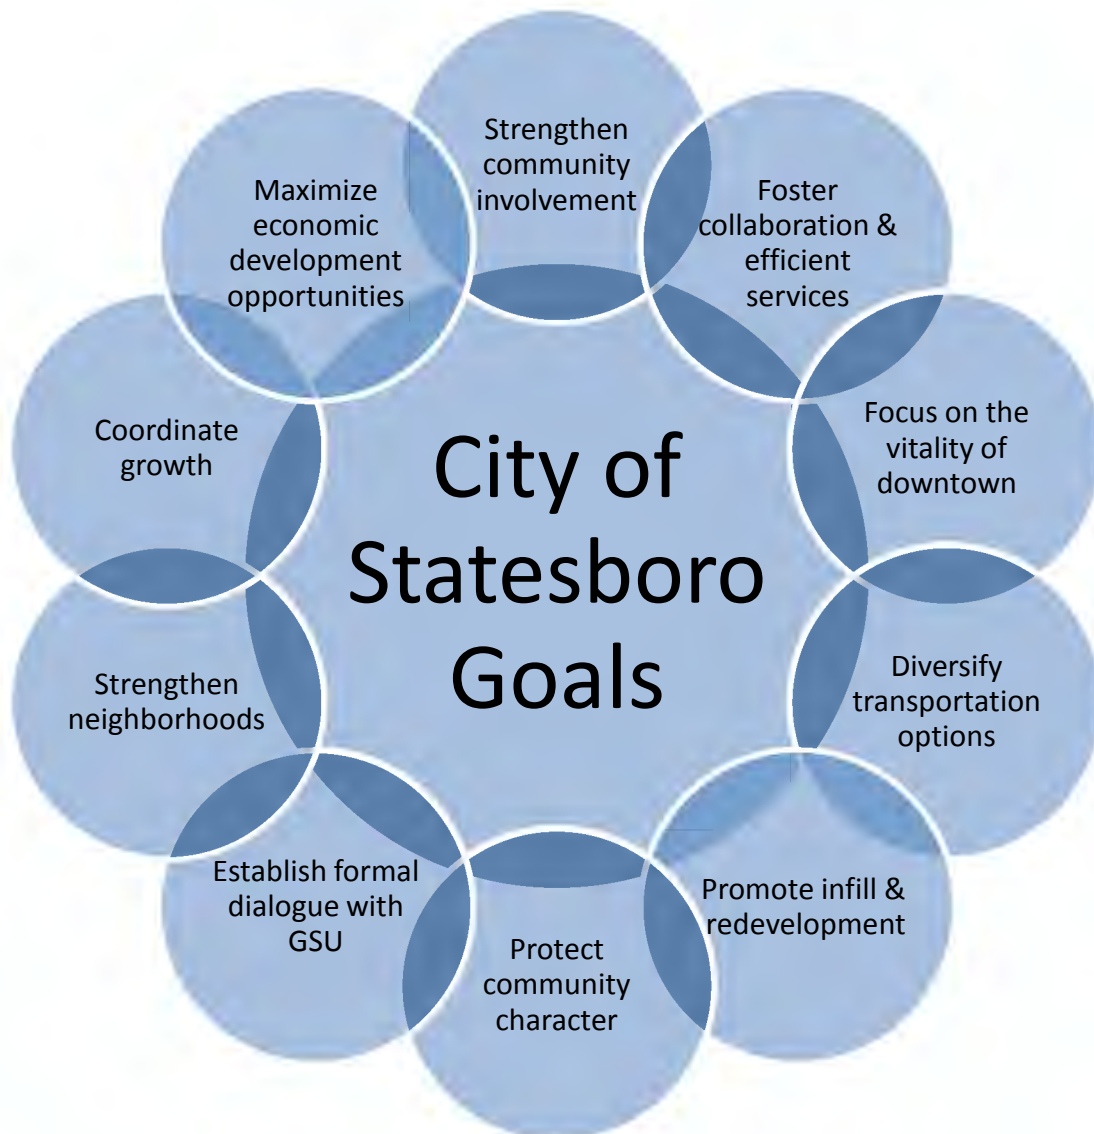 Strengthen
community
involvement
Foster
collaboration &
efficient
services
Focus on the
vitality of
downtown
Diversify
transportation
options
Promote infill &
redevelopment
Protect
community
character
Establish formal
dialogue with
GSU
Strengthen
neighborhoods
Coordinate
growth
Maximize
economic
development
opportunities
City of
Statesboro
Goals